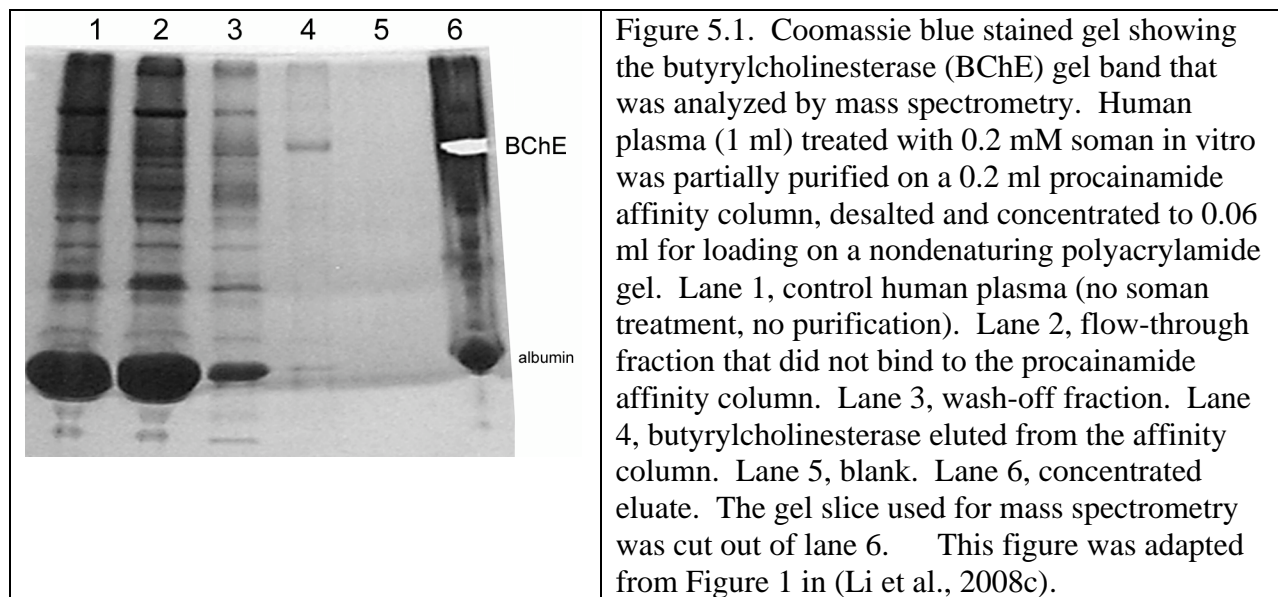 1 2 3 4 5 6
BChE
albumin
Figure 5.1. Coomassie blue stained gel showing
the butyrylcholinesterase (BChE) gel band that
was analyzed by mass spectrometry. Human
plasma (1 ml) treated with 0.2 mM soman in vitro
was partially purified on a 0.2 ml procainamide
affinity column, desalted and concentrated to 0.06
ml for loading on a nondenaturing polyacrylamide
gel. Lane 1, control human plasma (no soman
treatment, no purification). Lane 2, flow-through
fraction that did not bind to the procainamide
affinity column. Lane 3, wash-off fraction. Lane
4, butyrylcholinesterase eluted from the affinity
column. Lane 5, blank. Lane 6, concentrated
eluate. The gel slice used for mass spectrometry
was cut out of lane 6. This figure was adapted
from Figure 1 in (Li et al., 2008c).